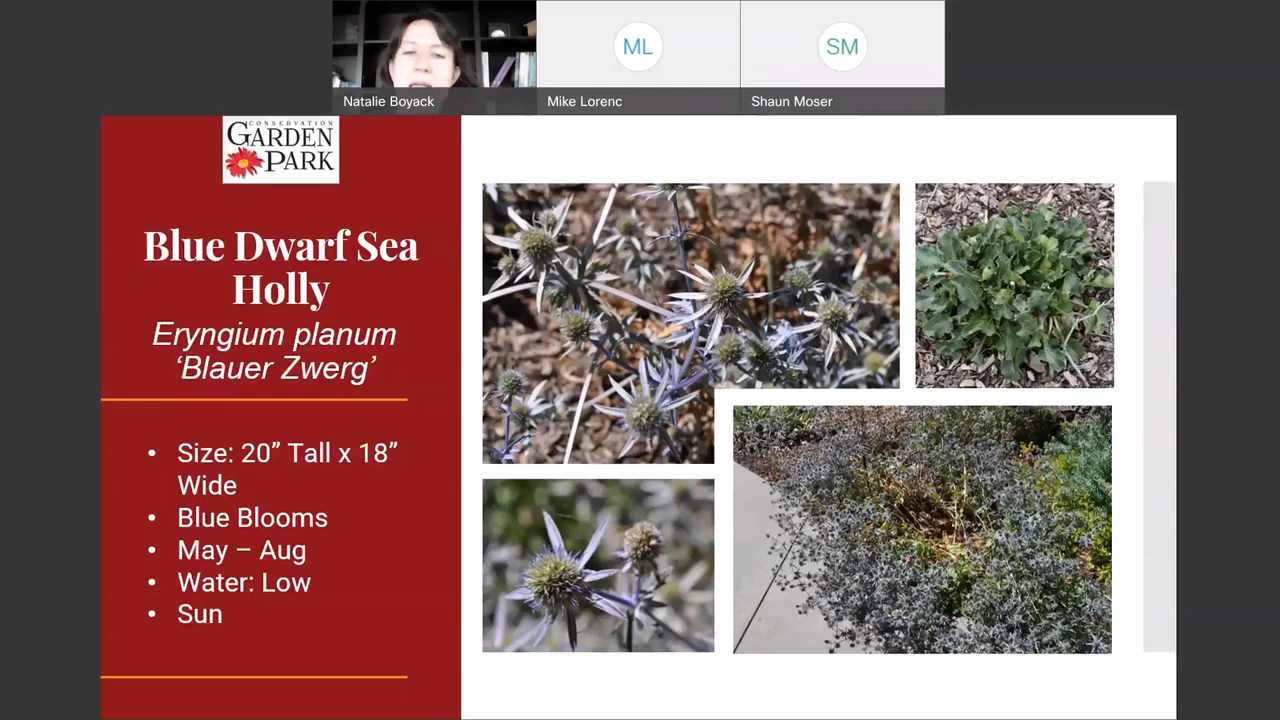 ML
SM
Natalie Boyack
Mike Lorenc
Shaun Moser
CONSERVATION
GARDEN
PARK
Blue Dwarf Sea
Holly
Eryngium planum
‘Blauer Zwerg’
• Size: 20” Tall x 18”
Wide
• Blue Blooms
• May – Aug
• Water: Low
• Sun